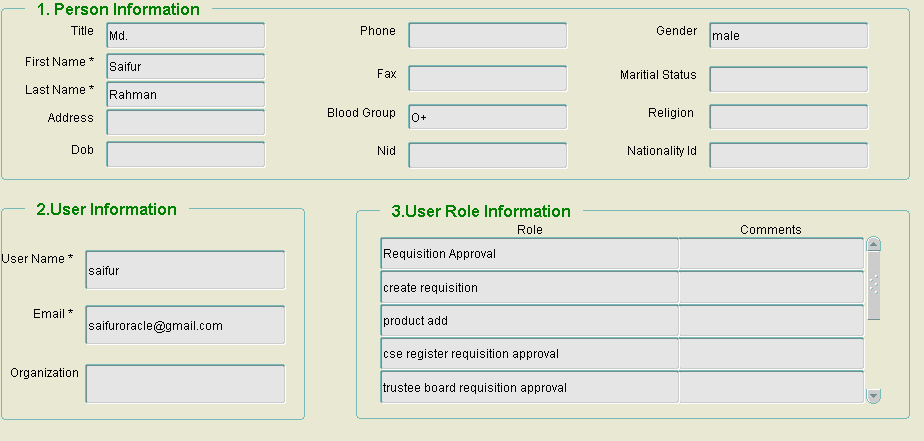 1. Person Information
Title Md. Phone Gender male
First Name * Saifur
Fax Maritial Status
Last Name * Rahman
Address Blood Group O+ Religion
Dob Nid Nationality Id
2.User Information
User Name * saifur
Email * saifuroracle@gmail.com
Organization
3.User Role Information
Role Comments
Requisition Approval
create requisition
product add
cse register requisition approval
trustee board requisition approval